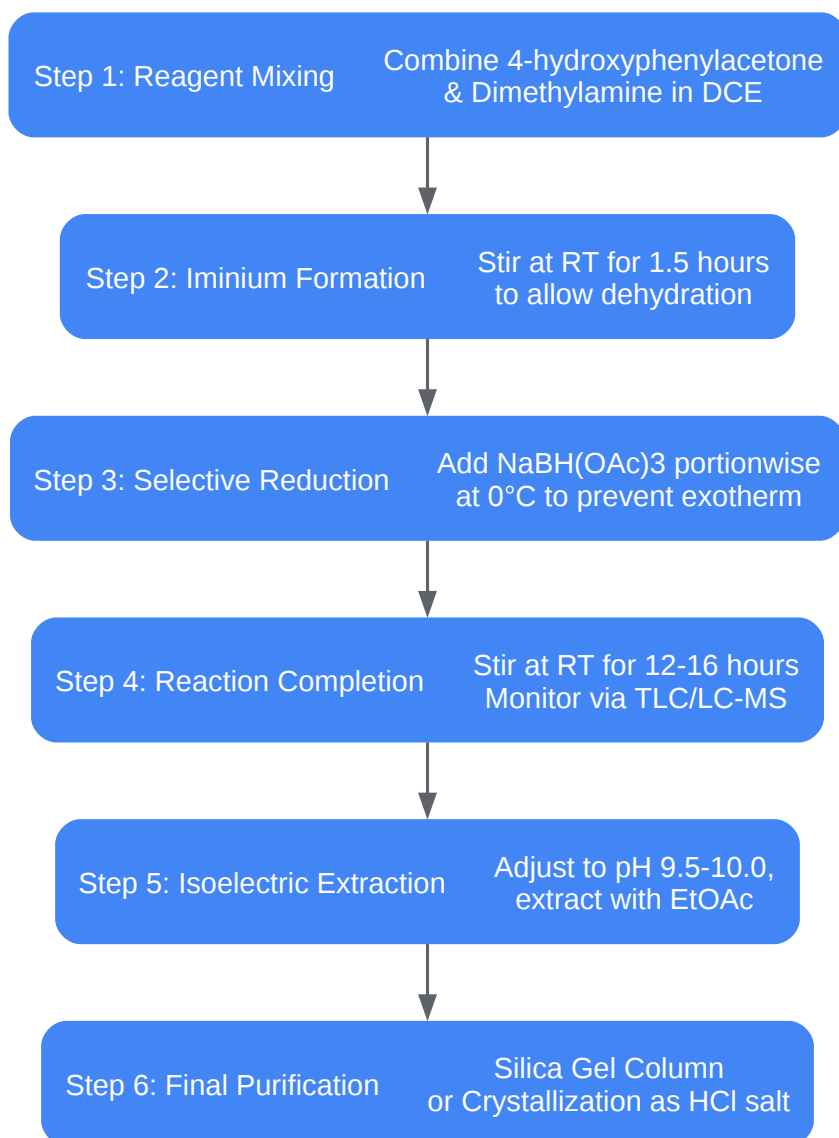 Step 1: Reagent Mixing
Combine 4-hydroxyphenylacetone
& Dimethylamine in DCE
Step 2: Iminium Formation
Stir at RT for 1.5 hours
to allow dehydration
Step 3: Selective Reduction
Add NaBH(OAc)3 portionwise
at 0°C to prevent exotherm
Step 4: Reaction Completion
Stir at RT for 12-16 hours
Monitor via TLC/LC-MS
Step 5: Isoelectric Extraction
Adjust to pH 9.5-10.0,
extract with EtOAc
Step 6: Final Purification
Silica Gel Column
or Crystallization as HCl salt